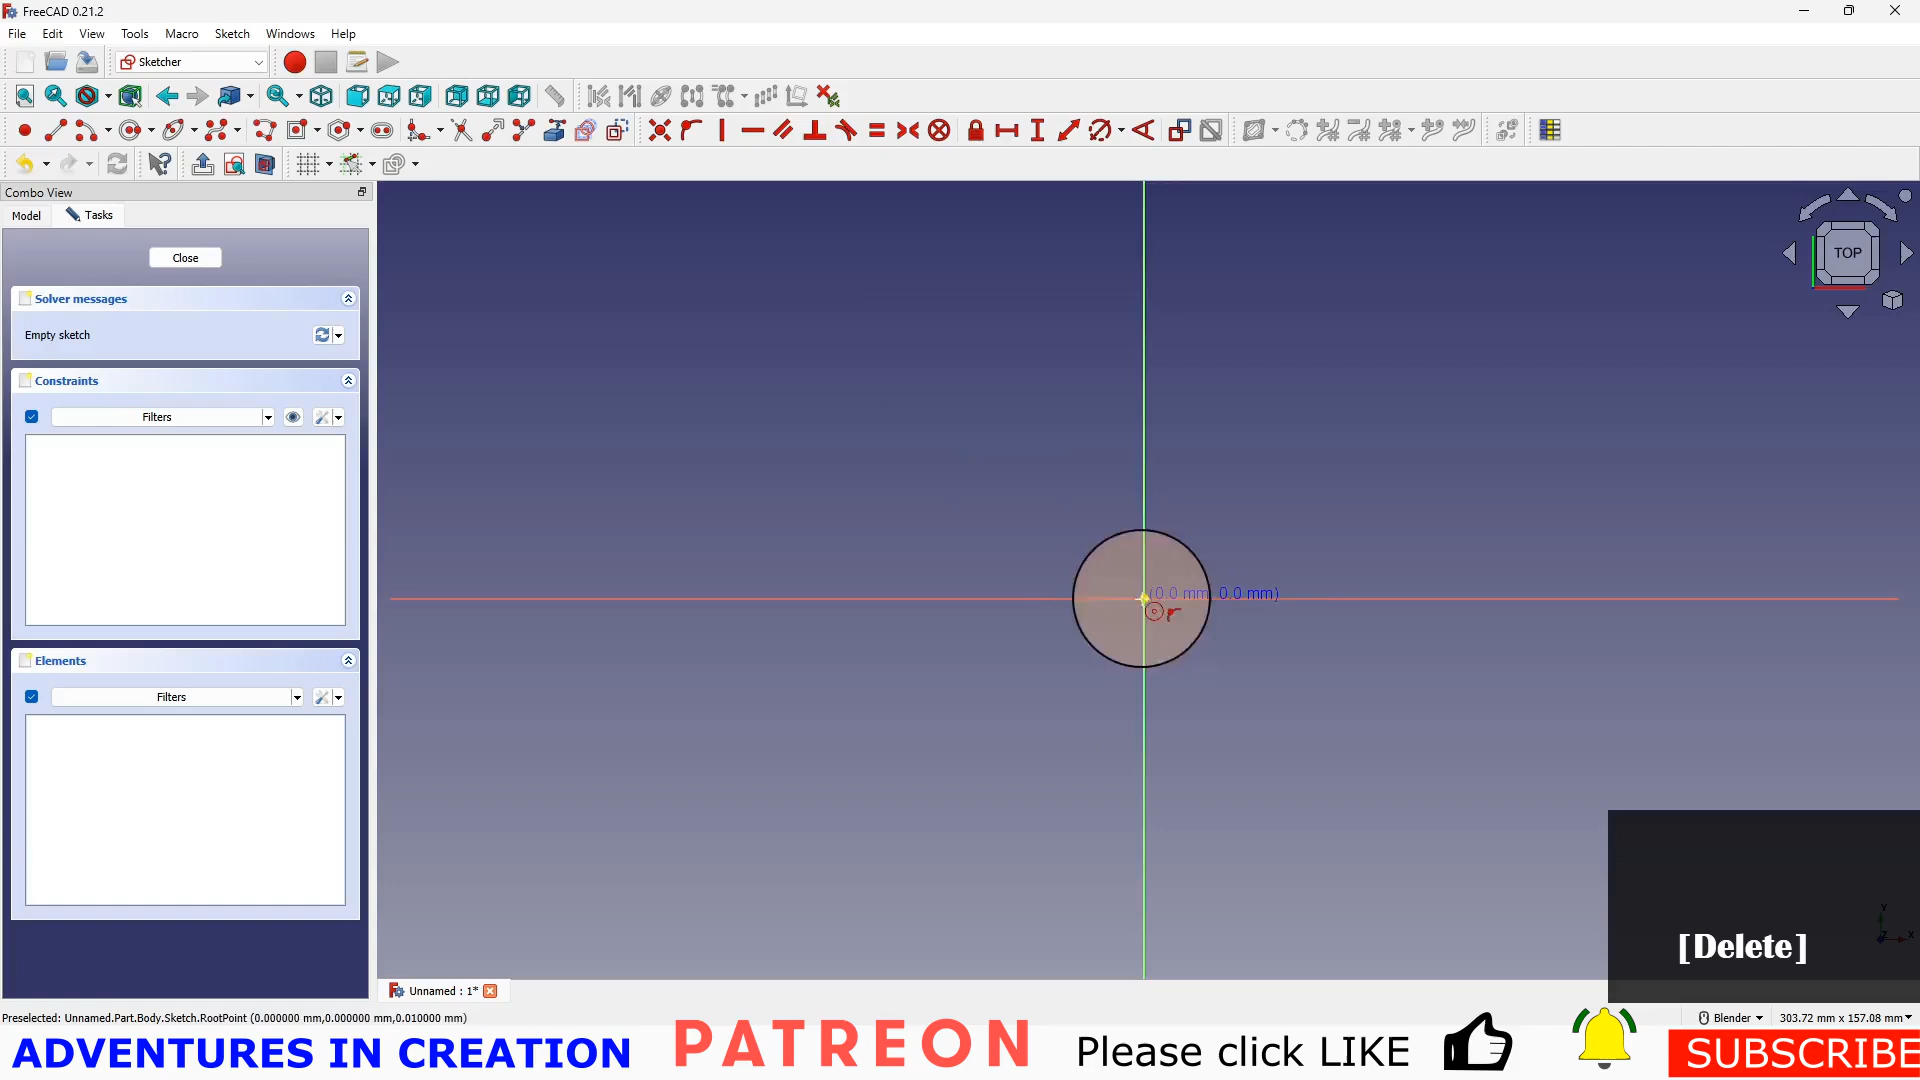 FreeCAD 0.21.2
File Edit View Tools Macro Sketch Windows Help
Sketcher
Combo View
Model Tasks
Close
Solver messages
Empty sketch
Constraints
Filters
Elements
Filters
TOP
(0.0 mm, 0.0 mm)
Y
Z X
[Delete]
Unnamed : 1*
Preselected: Unnamed.Part.Body.Sketch.RootPoint (0.000000 mm,0.000000 mm,0.010000 mm)
Blender 303.72 mm x 157.08 mm
ADVENTURES IN CREATION PATREON Please click LIKE SUBSCRIBE